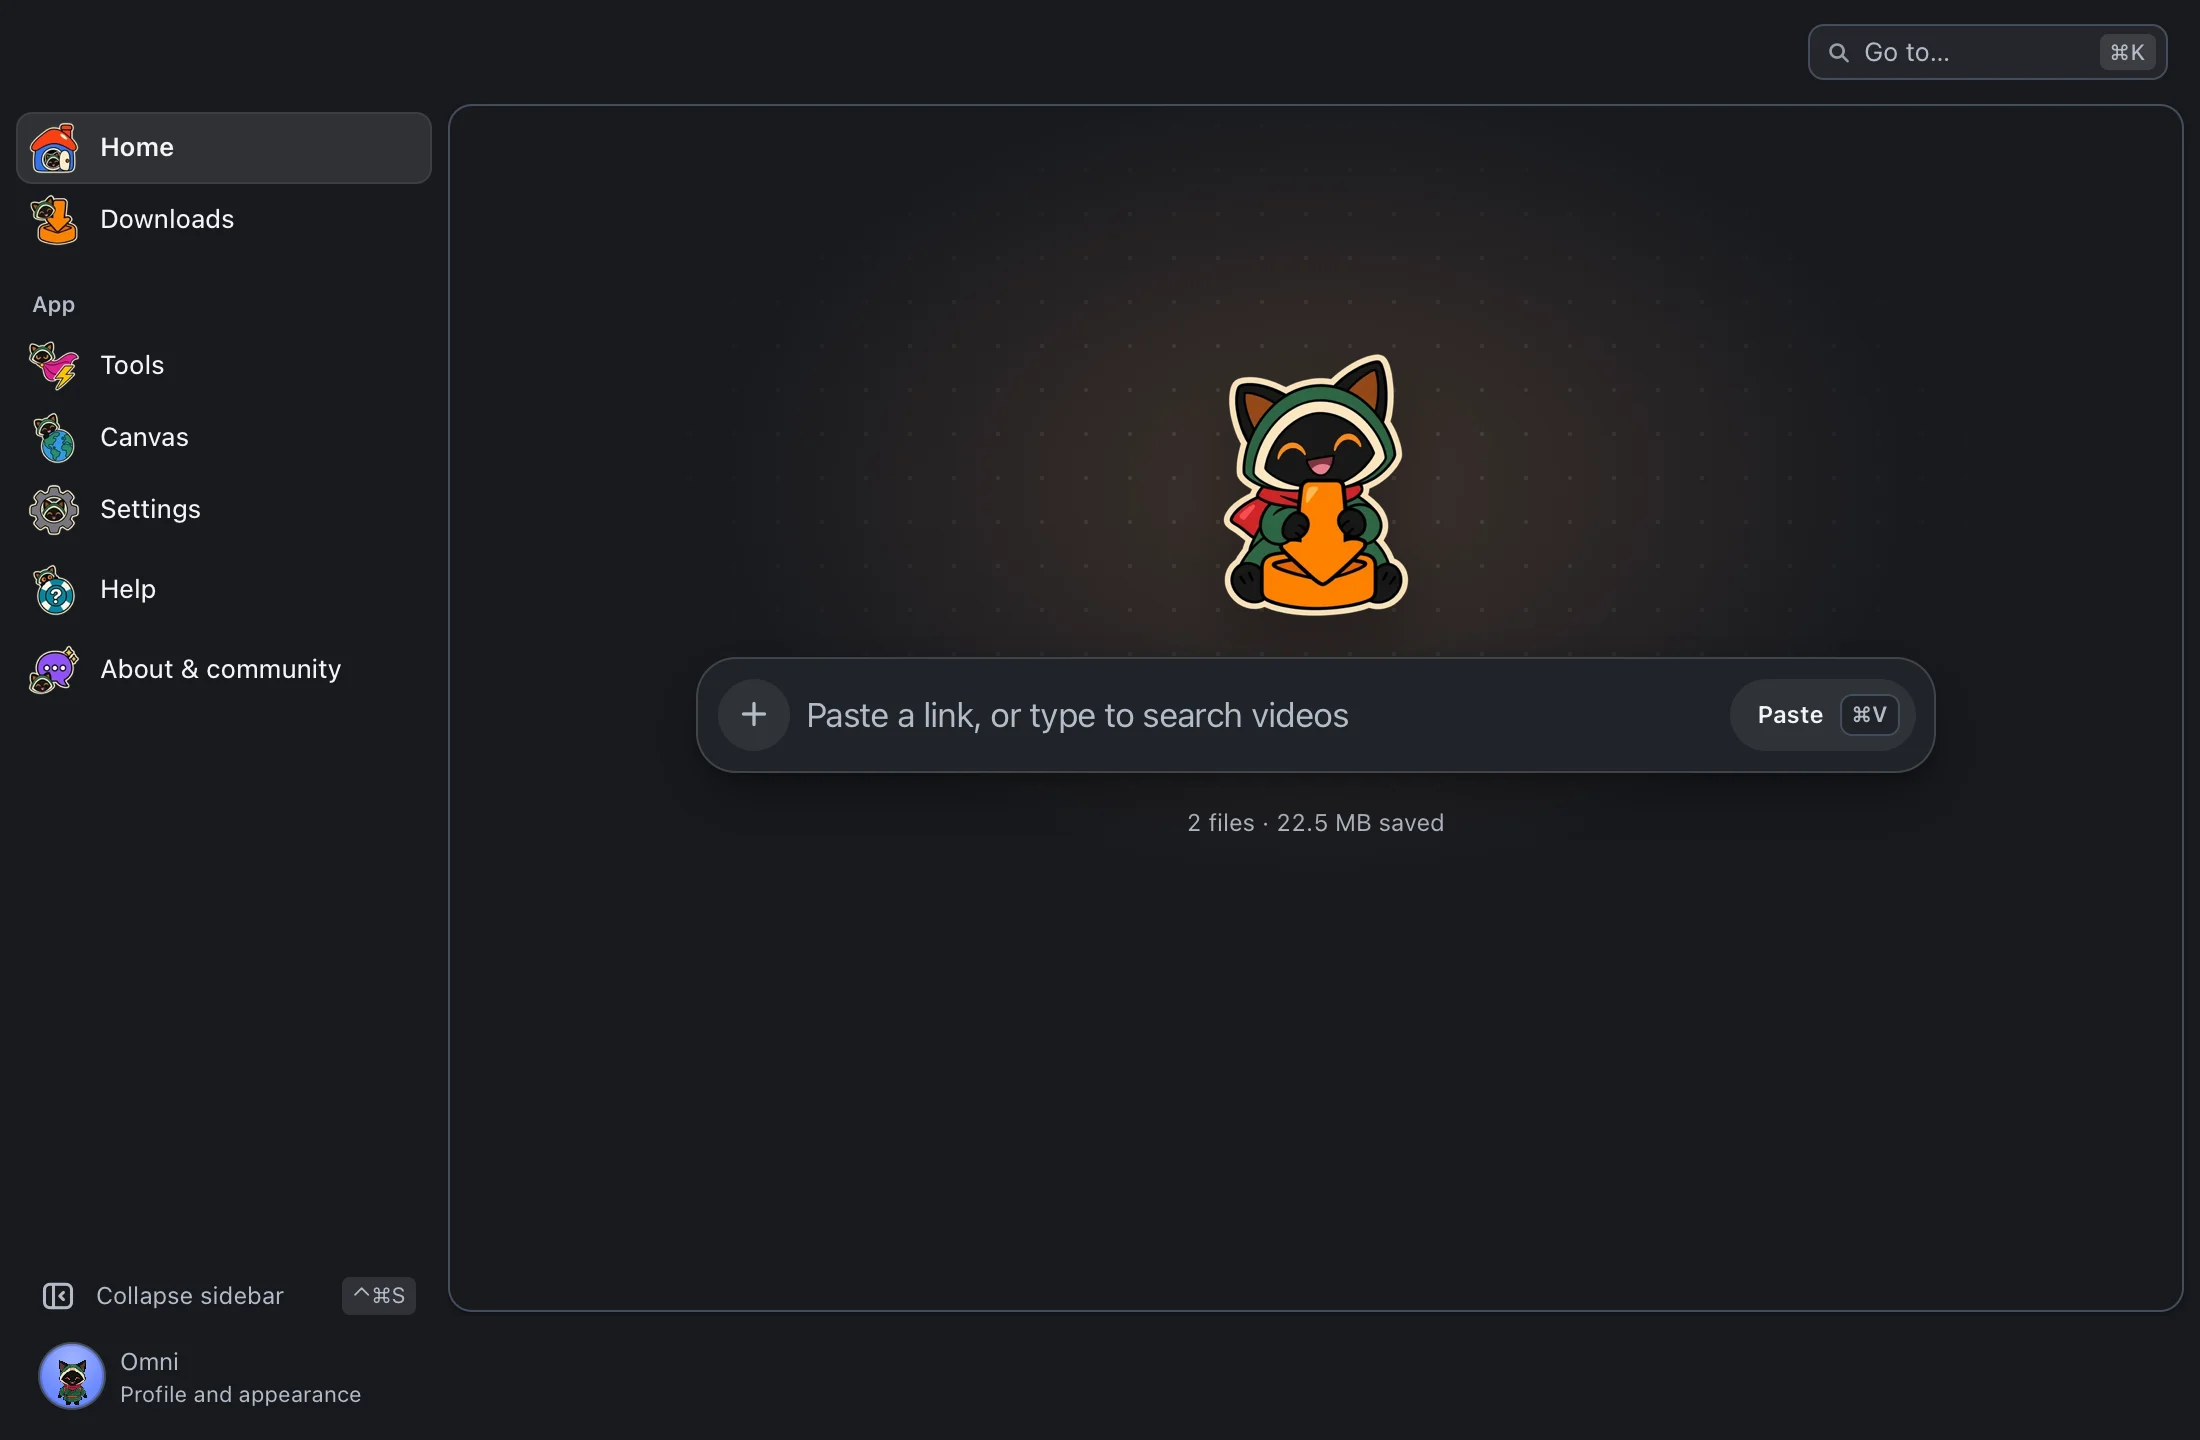 Go to...
⌘K
Home
Downloads
App
Tools
Canvas
Settings
Help
About & community
Paste a link, or type to search videos
Paste ⌘V
2 files · 22.5 MB saved
Collapse sidebar ^⌘S
Omni
Profile and appearance